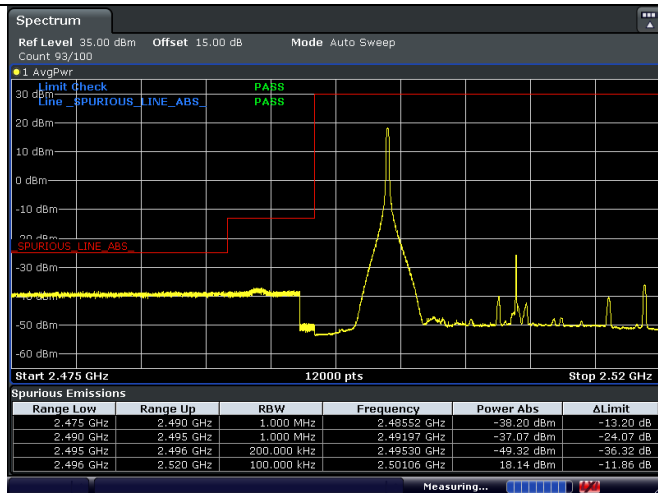 Spectrum
Ref Level 35.00 dBm Offset 15.00 dB Mode Auto Sweep
Count 93/100
1 AvgPwr
Limit Check PASS
30 dBm
Line _SPURIOUS_LINE_ABS_ PASS
20 dBm
10 dBm
0 dBm
-10 dBm
-20 dBm
_SPURIOUS_LINE_ABS_
-30 dBm
-50 dBm
-60 dBm
Start 2.475 GHz 12000 pts Stop 2.52 GHz
Spurious Emissions
Range Low Range Up RBW Frequency Power Abs ΔLimit
2.475 GHz 2.490 GHz 1.000 MHz 2.48552 GHz -38.20 dBm -13.20 dB
2.490 GHz 2.495 GHz 1.000 MHz 2.49197 GHz -37.07 dBm -24.07 dB
2.495 GHz 2.496 GHz 200.000 kHz 2.49530 GHz -49.32 dBm -36.32 dB
2.496 GHz 2.520 GHz 100.000 kHz 2.50106 GHz 18.14 dBm -11.86 dB
Measuring...